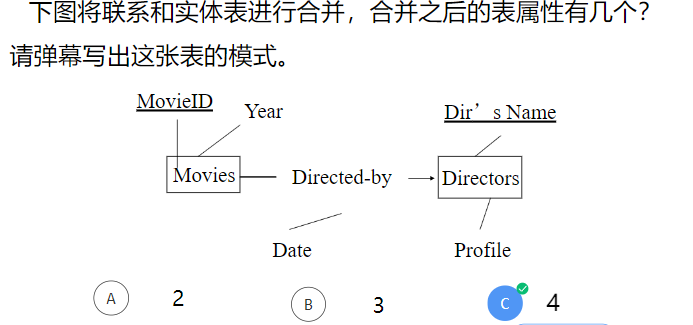 下图将联系和实体表进行合并，合并之后的表属性有几个？
请弹幕写出这张表的模式。
MovieID
Year
Dir’s Name
Movies
Directed-by
Directors
Date
Profile
A 2
B 3
C 4